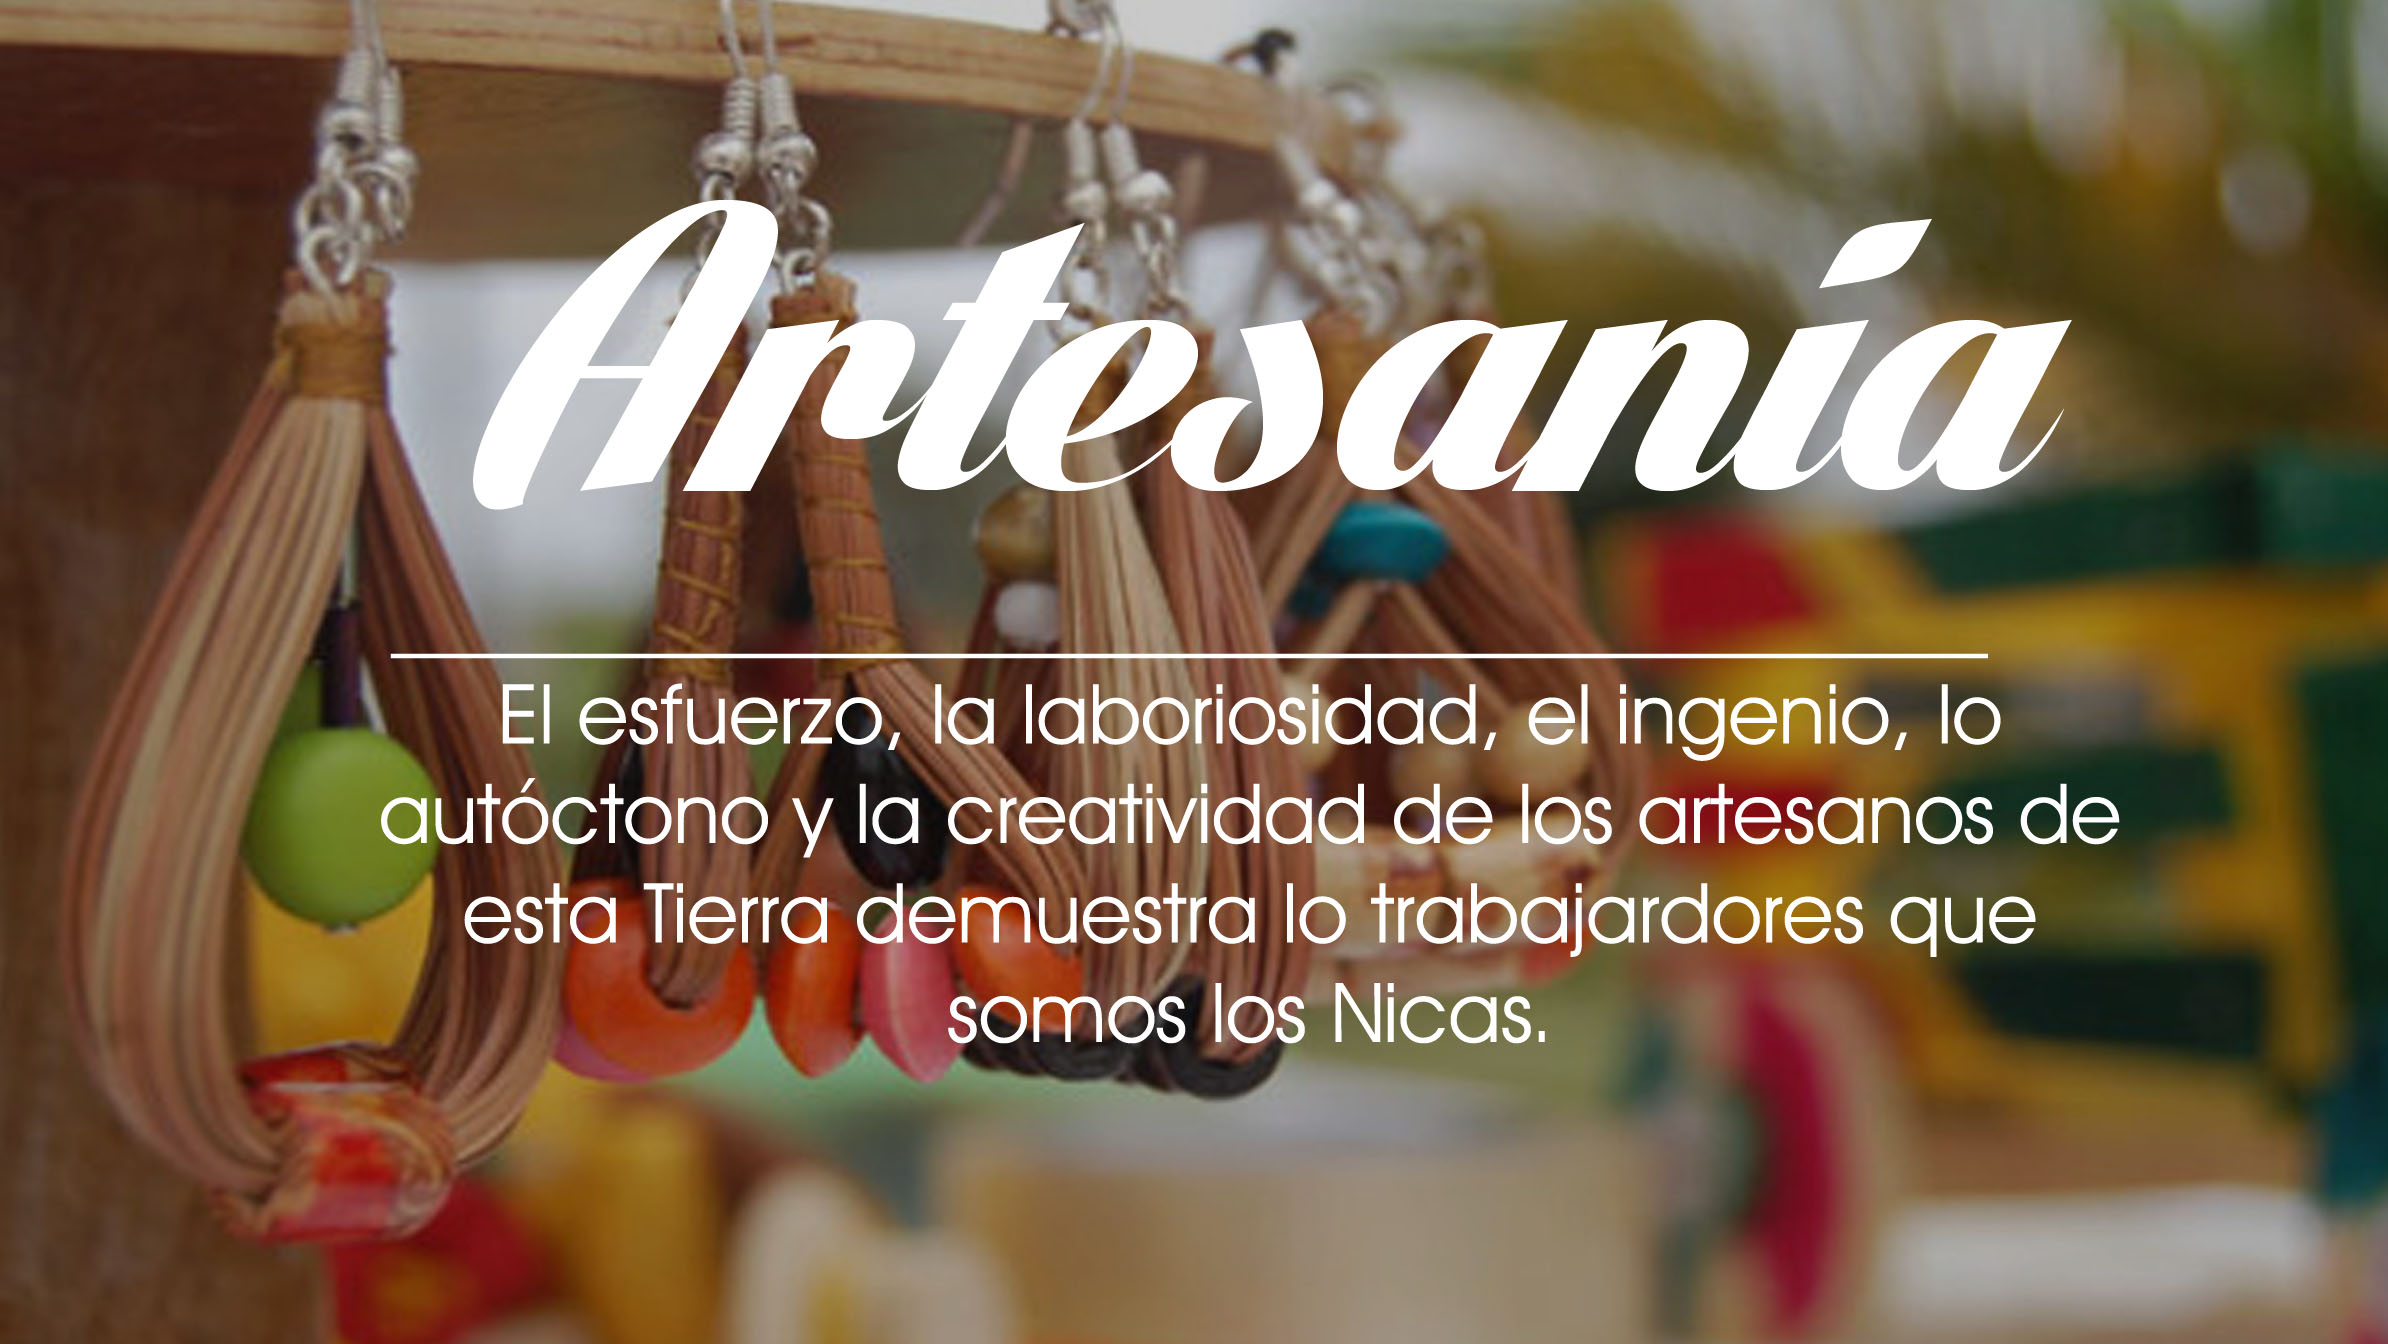 Artesanía
El esfuerzo, la laboriosidad, el ingenio, lo
autóctono y la creatividad de los artesanos de
esta Tierra demuestra lo trabajardores que
somos los Nicas.